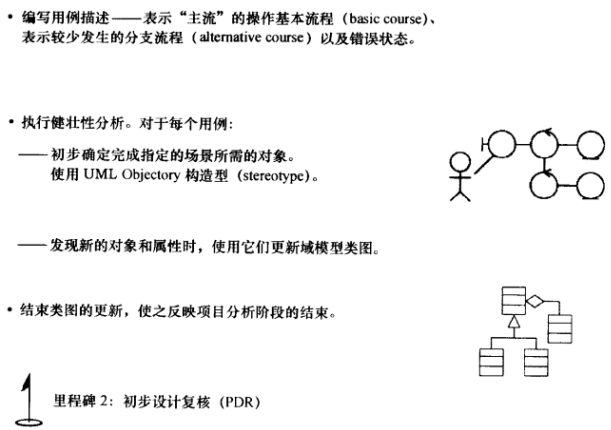 • 编写用例描述——表示“主流”的操作基本流程（basic course）、
表示较少发生的分支流程（alternative course）以及错误状态。
• 执行健壮性分析。对于每个用例：
——初步确定完成指定的场景所需的对象。
使用 UML Objectory 构造型（stereotype）。
——发现新的对象和属性时，使用它们更新域模型类图。
• 结束类图的更新，使之反映项目分析阶段的结束。
里程碑 2：初步设计复核（PDR）